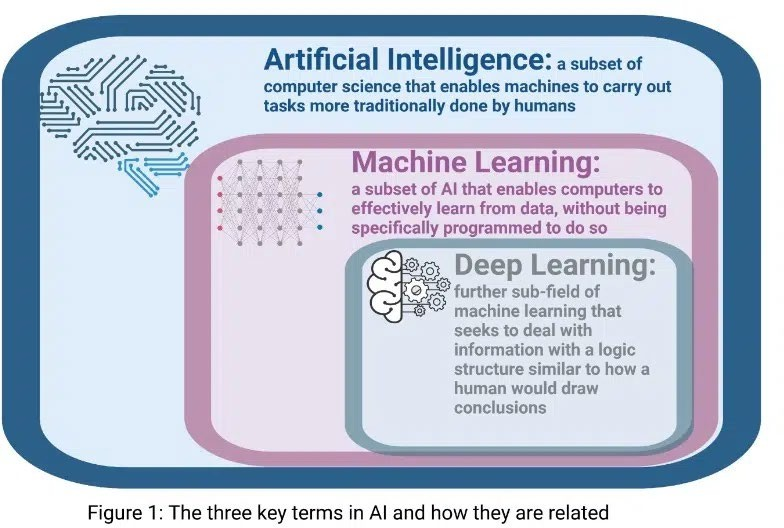 Artificial Intelligence: a subset of
computer science that enables machines to carry out
tasks more traditionally done by humans
Machine Learning:
a subset of AI that enables computers to
effectively learn from data, without being
specifically programmed to do so
Deep Learning:
further sub-field of
machine learning that
seeks to deal with
information with a logic
structure similar to how a
human would draw
conclusions
Figure 1: The three key terms in AI and how they are related